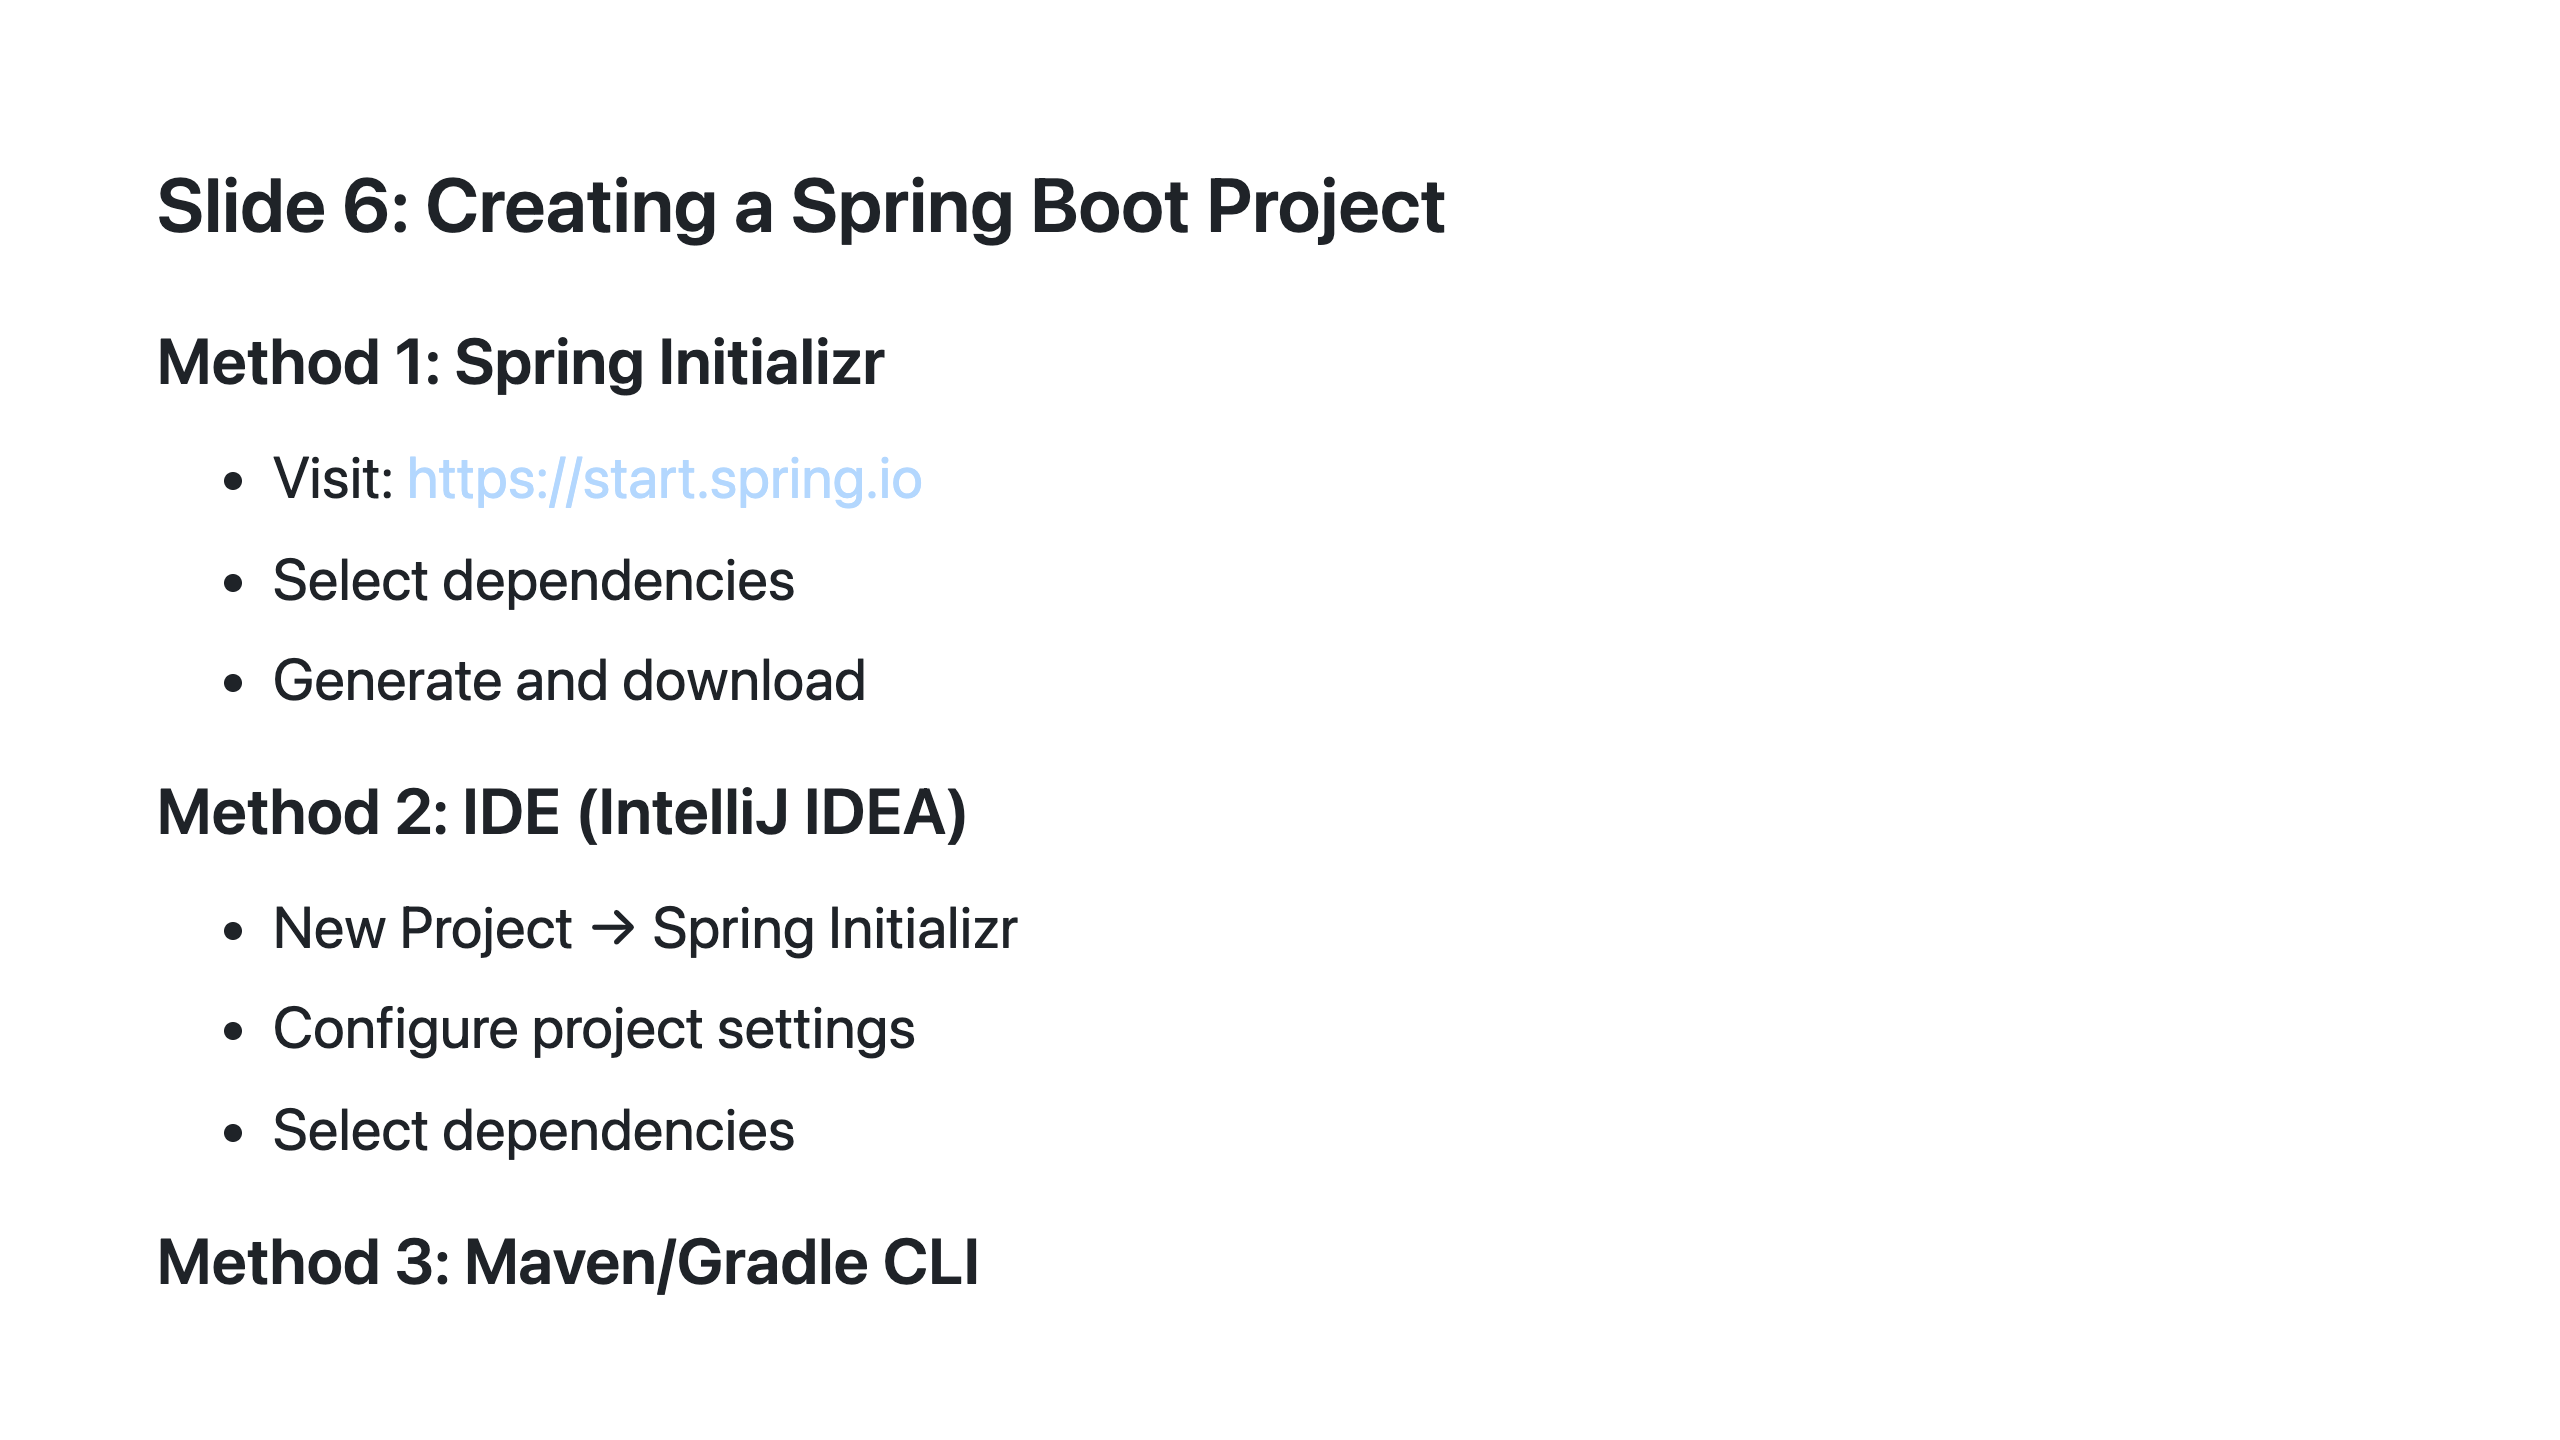 Slide 6: Creating a Spring Boot Project
Method 1: Spring Initializr
• Visit: https://start.spring.io
• Select dependencies
• Generate and download
Method 2: IDE (IntelliJ IDEA)
• New Project → Spring Initializr
• Configure project settings
• Select dependencies
Method 3: Maven/Gradle CLI